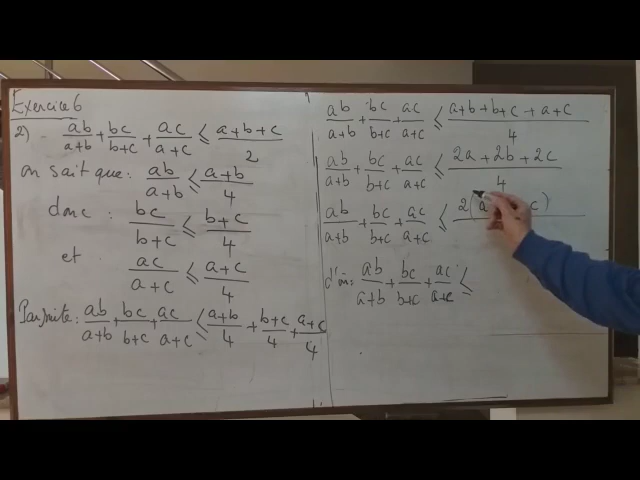 Exercice 6
2) ab/(a+b) + bc/(b+c) + ac/(a+c) ≤ (a+b+c)/2
on sait que : ab/(a+b) ≤ (a+b)/4
donc : bc/(b+c) ≤ (b+c)/4
et ac/(a+c) ≤ (a+c)/4
Par suite : ab/(a+b) + bc/(b+c) + ac/(a+c) ≤ (a+b)/4 + (b+c)/4 + (a+c)/4
ab/(a+b) + bc/(b+c) + ac/(a+c) ≤ (a+b+b+c+a+c)/4
ab/(a+b) + bc/(b+c) + ac/(a+c) ≤ (2a+2b+2c)/4
ab/(a+b) + bc/(b+c) + ac/(a+c) ≤ 2(a c)
d'où : ab/(a+b) + bc/(b+c) + ac/(a+c) ≤